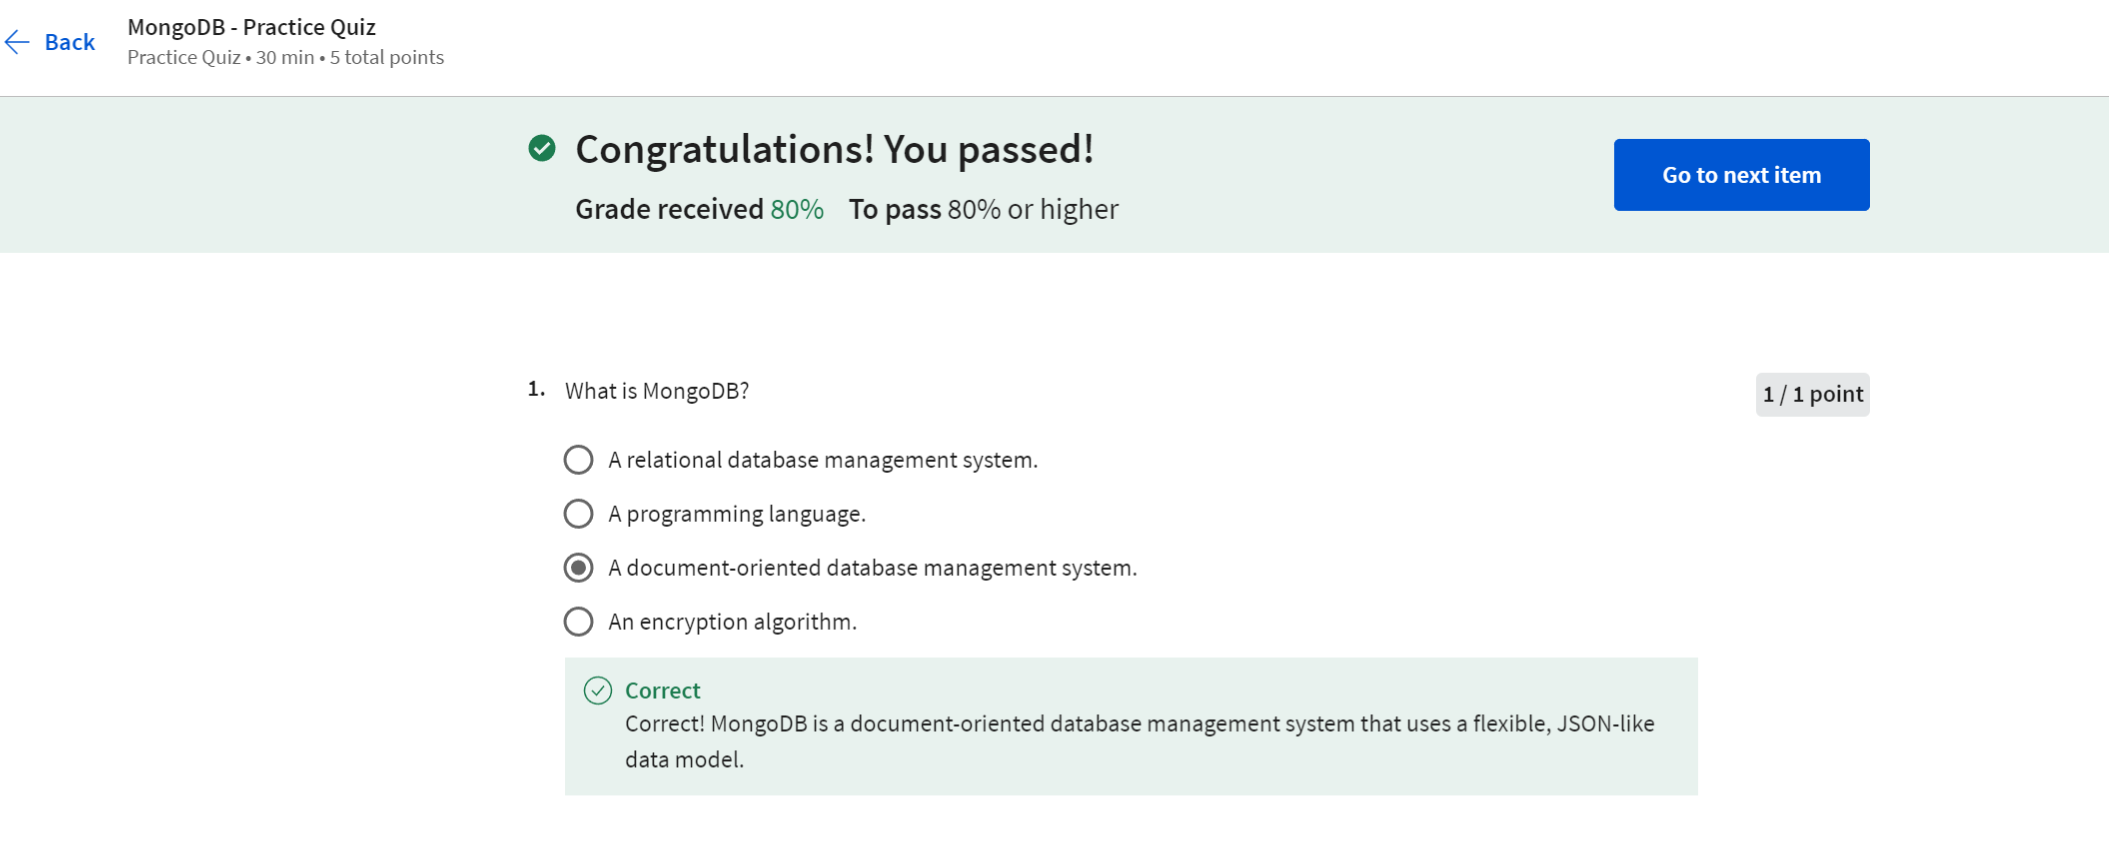 Back
MongoDB - Practice Quiz
Practice Quiz • 30 min • 5 total points
Congratulations! You passed!
Grade received 80% To pass 80% or higher
Go to next item
1. What is MongoDB?
1 / 1 point
A relational database management system.
A programming language.
A document-oriented database management system.
An encryption algorithm.
Correct
Correct! MongoDB is a document-oriented database management system that uses a flexible, JSON-like
data model.